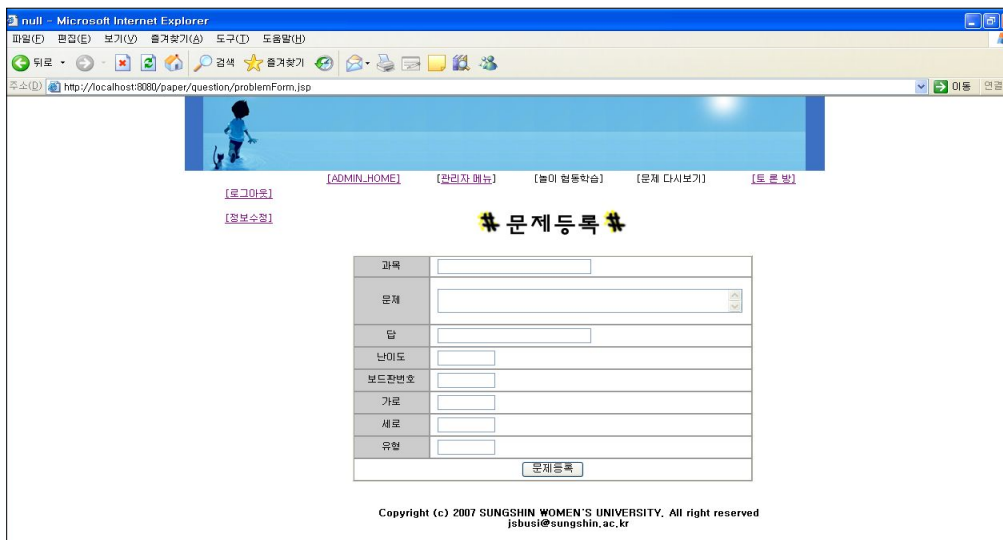 null - Microsoft Internet Explorer
파일(F) 편집(E) 보기(V) 즐겨찾기(A) 도구(T) 도움말(H)
뒤로 검색 즐겨찾기
주소(D) http://localhost:8080/paper/question/problemForm.jsp 이동 연결
[ADMIN_HOME] [관리자 메뉴] [놀이 협동학습] [문제 다시보기] [토 론 방]
[로그아웃]
[정보수정]
# 문제등록 #
과목
문제
답
난이도
보드판번호
가로
세로
유형
문제등록
Copyright (c) 2007 SUNGSHIN WOMEN'S UNIVERSITY, All right reserved
jsbusi@sungshin.ac.kr